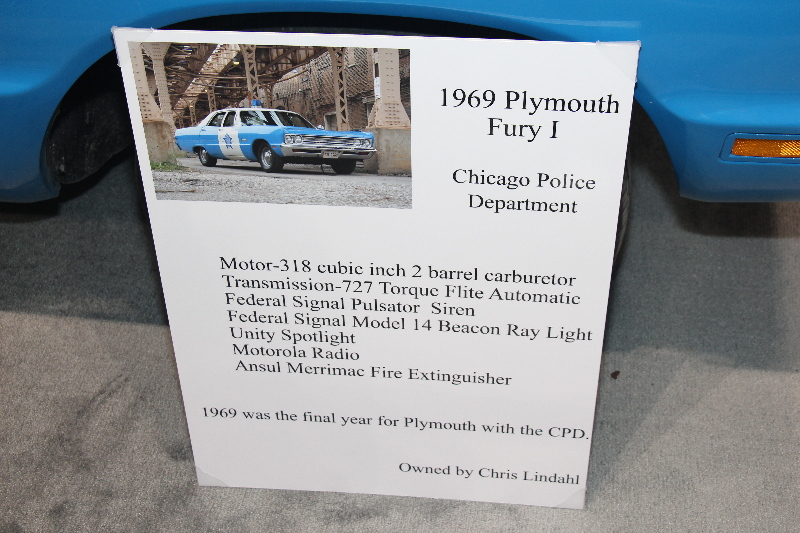 1969 Plymouth
Fury I
Chicago Police
Department
Motor-318 cubic inch 2 barrel carburetor
Transmission-727 Torque Flite Automatic
Federal Signal Pulsator Siren
Federal Signal Model 14 Beacon Ray Light
Unity Spotlight
Motorola Radio
Ansul Merrimac Fire Extinguisher
1969 was the final year for Plymouth with the CPD.
Owned by Chris Lindahl